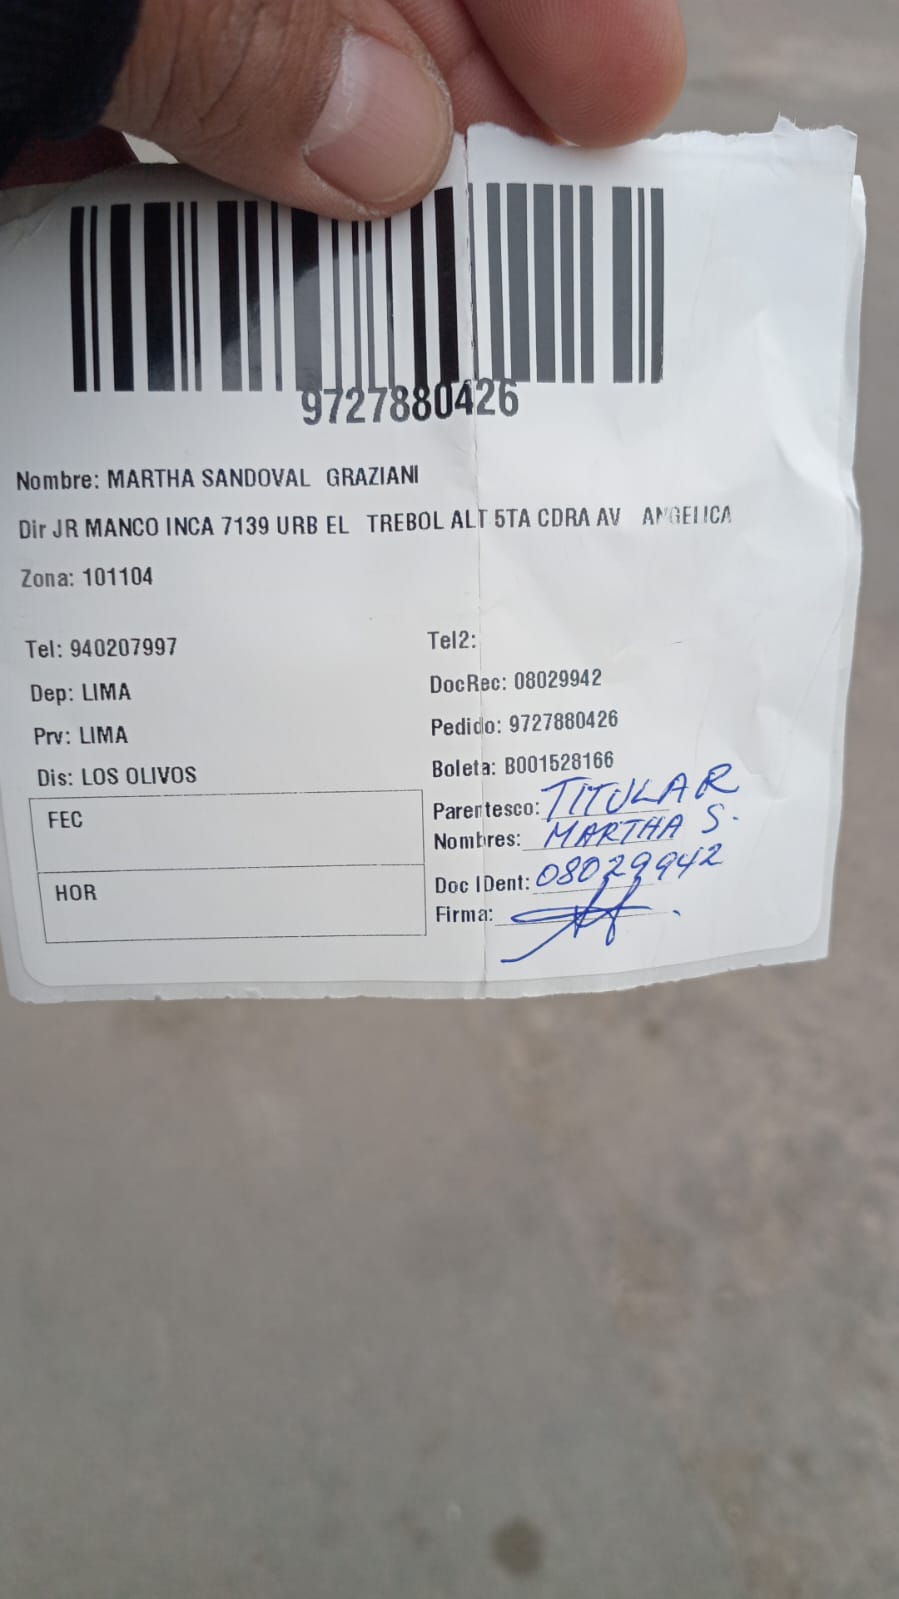 9727880426
Nombre: MARTHA SANDOVAL GRAZIANI
Dir JR MANCO INCA 7139 URB EL TREBOL ALT 5TA CDRA AV ANGELICA
Zona: 101104
Tel: 940207997
Tel2:
Dep: LIMA
DocRec: 08029942
Prv: LIMA
Pedido: 9727880426
Dis: LOS OLIVOS
Boleta: B001528166
FEC
Parentesco: TITULAR
Nombres: MARTHA S.
HOR
Doc IDent: 08029942
Firma: